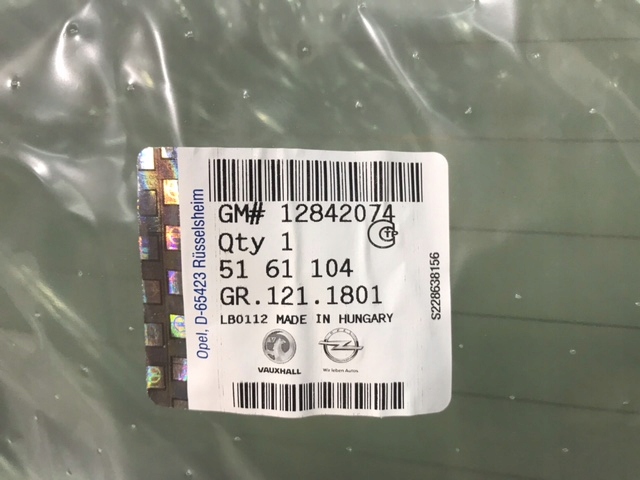 Opel, D-65423 Rüsselsheim
GM# 12842074
Qty 1
51 61 104
GR.121.1801
LB0112 MADE IN HUNGARY
S228638156
VAUXHALL
Wir leben Autos